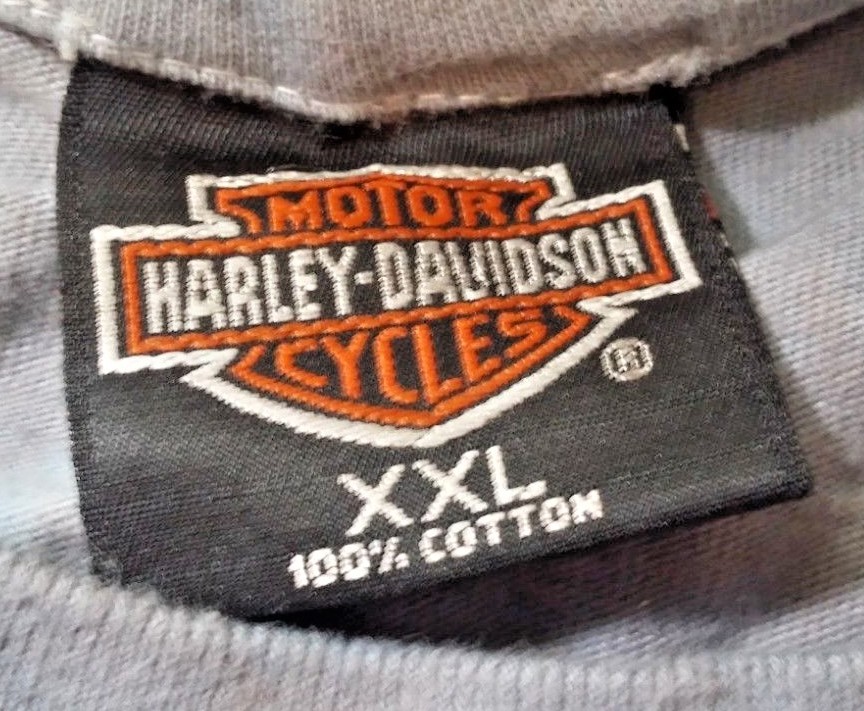 MOTOR
HARLEY-DAVIDSON
CYCLES
®
XXL
100% COTTON